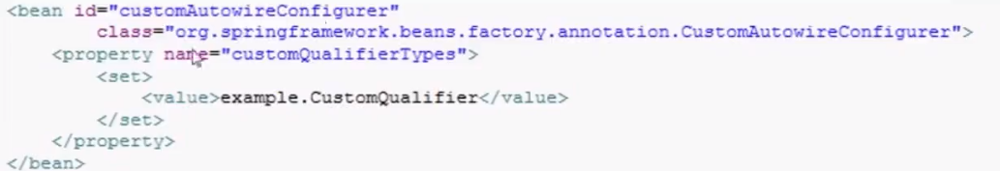 <bean id="customAutowireConfigurer"
class="org.springframework.beans.factory.annotation.CustomAutowireConfigurer">
<property name="customQualifierTypes">
<set>
<value>example.CustomQualifier</value>
</set>
</property>
</bean>